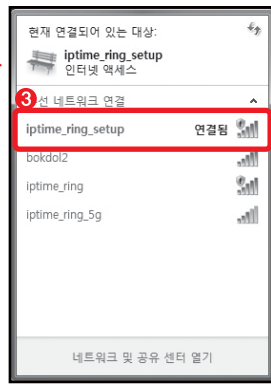 현재 연결되어 있는 대상:
iptime_ring_setup
인터넷 액세스
3
선 네트워크 연결
iptime_ring_setup 연결됨
bokdol2
iptime_ring
iptime_ring_5g
네트워크 및 공유 센터 열기